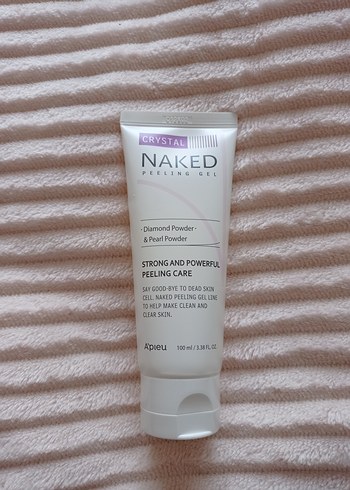 CRYSTAL
NAKED
PEELING GEL
· Diamond Powder ·
& Pearl Powder
STRONG AND POWERFUL
PEELING CARE
SAY GOOD-BYE TO DEAD SKIN
CELL. NAKED PEELING GEL LINE
TO HELP MAKE CLEAN AND
CLEAR SKIN.
A'pieu
100 ml / 3.38 FL.OZ.